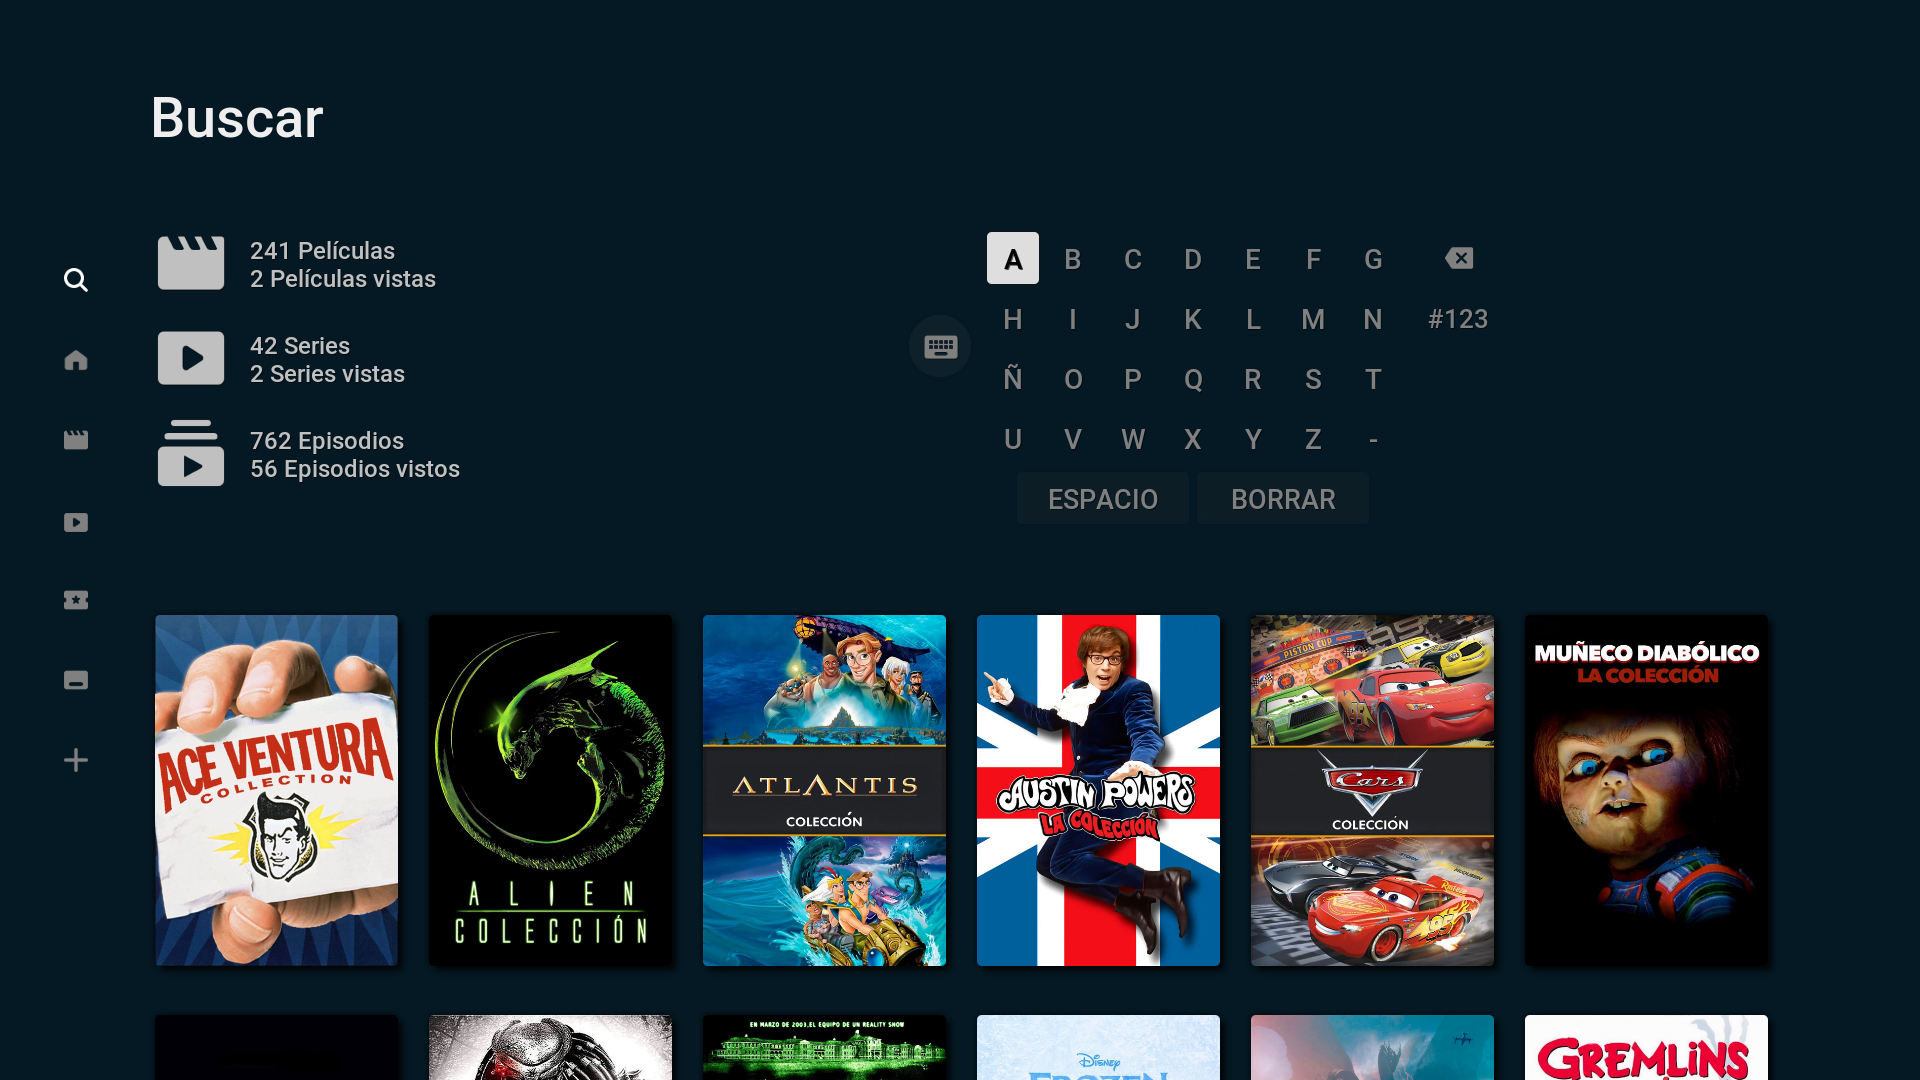 Buscar
241 Películas
2 Películas vistas
42 Series
2 Series vistas
762 Episodios
56 Episodios vistos
A B C D E F G
H I J K L M N #123
Ñ O P Q R S T
U V W X Y Z -
ESPACIO BORRAR
ACE VENTURA
COLLECTION
ALIEN
COLECCIÓN
ATLANTIS
COLECCIÓN
AUSTIN POWERS
LA COLECCIÓN
PISTON CUP
95
Cars
COLECCIÓN
95
MUÑECO DIABÓLICO
LA COLECCIÓN
EN MARZO DE 2003, EL EQUIPO DE UN REALITY SHOW
Disney
FROZEN
GREMLINS